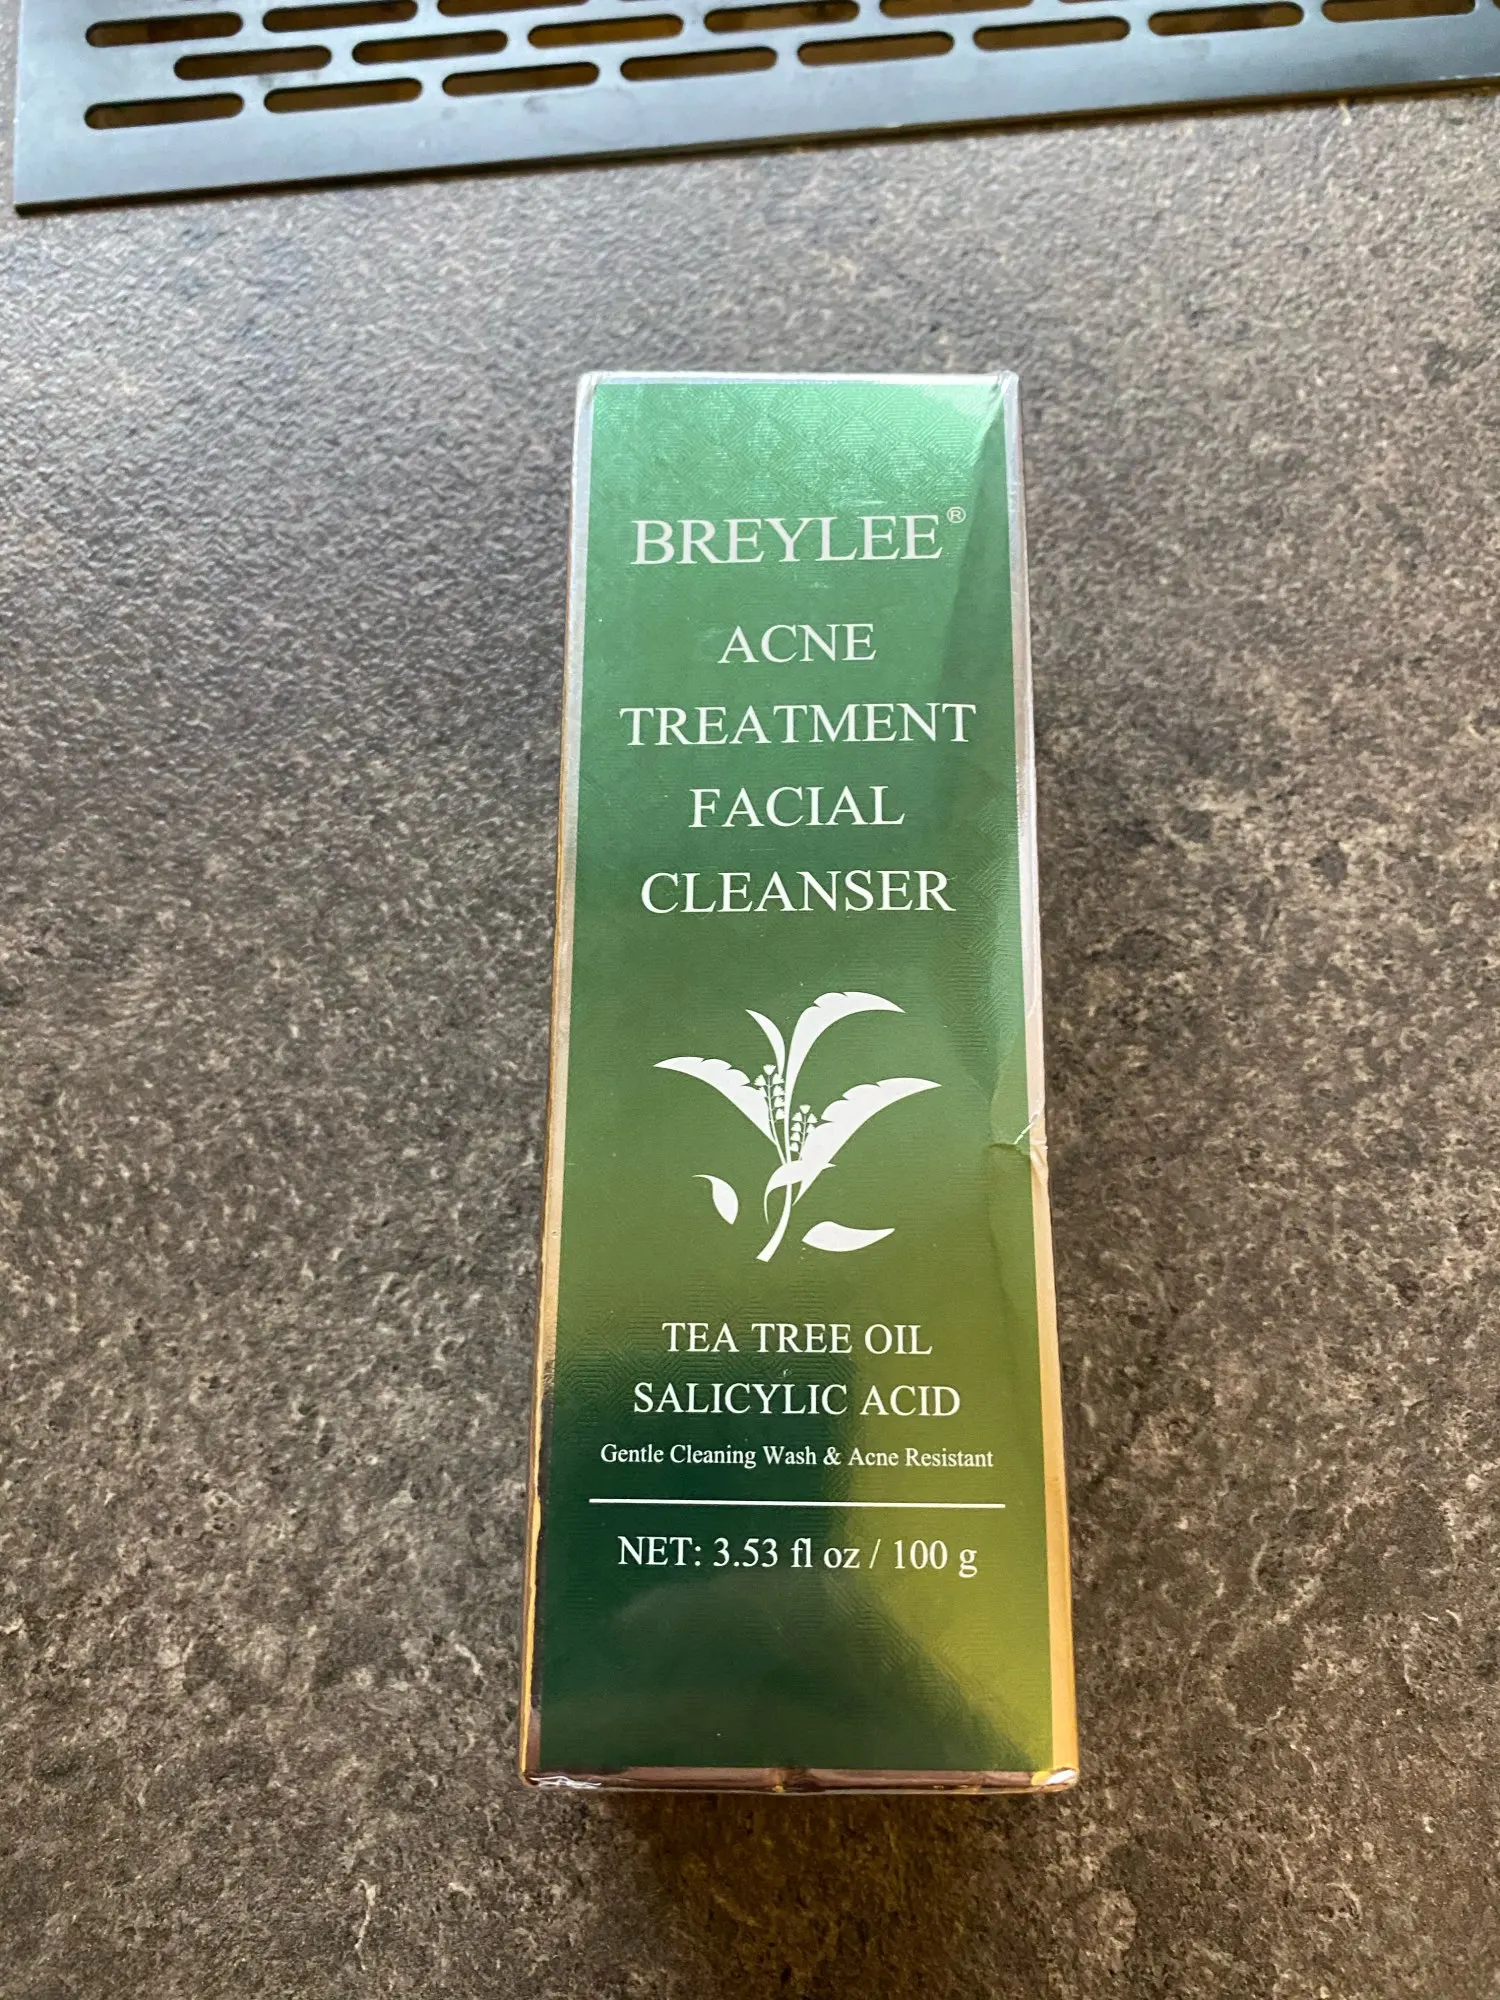 BREYLEE®
ACNE
TREATMENT
FACIAL
CLEANSER
TEA TREE OIL
SALICYLIC ACID
Gentle Cleaning Wash & Acne Resistant
NET: 3.53 fl oz / 100 g